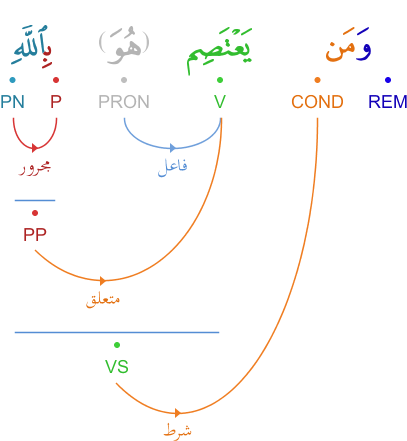 وَمَن يَعْتَصِم (هُوَ) بِٱللَّهِ
REM COND V PRON P PN
فاعل
مجرور
PP
متعلق
VS
شرط